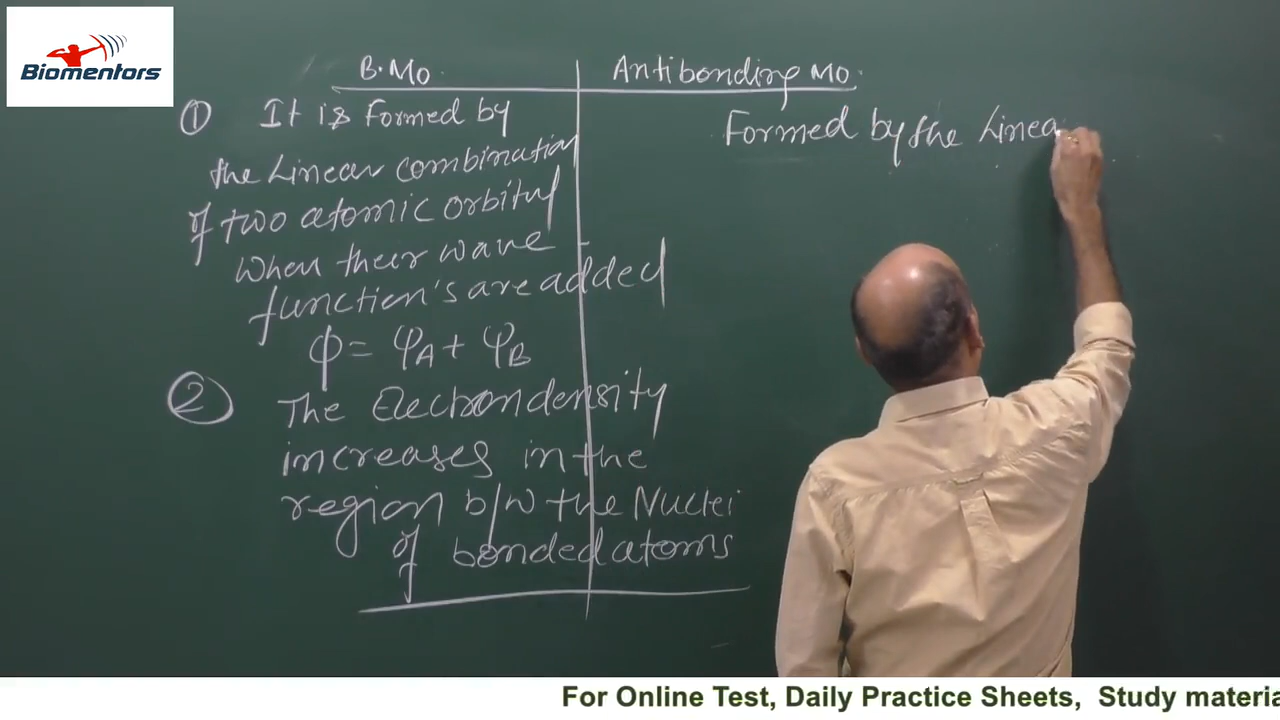 Biomentors
B. Mo.
Antibonding Mo.
① It is Formed by
the Linear combination
of two atomic orbital
when their wave
function's are added
ϕ = φA + φB
② The Electrondensity
increases in the
region b/w the Nuclei
of bonded atoms
Formed by the Linea
For Online Test, Daily Practice Sheets, Study materia